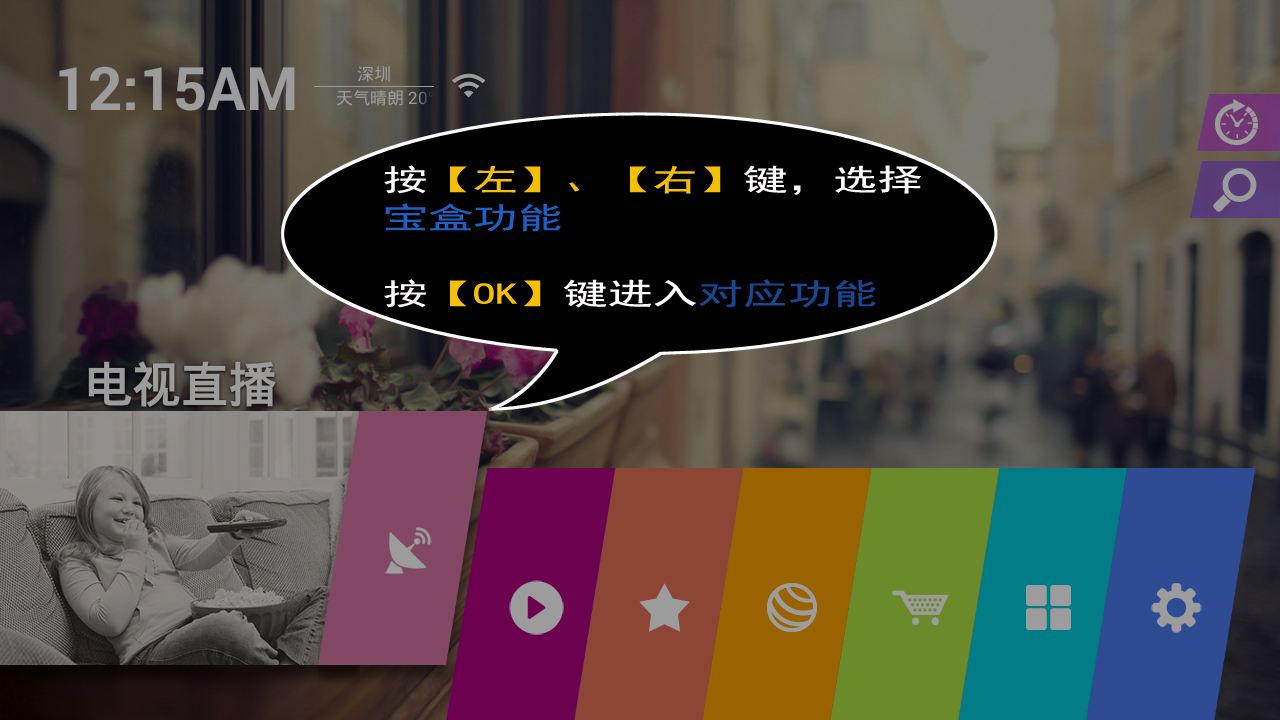 12:15AM
深圳
天气晴朗 20°
按【左】、【右】键，选择
宝盒功能
按【OK】键进入对应功能
电视直播